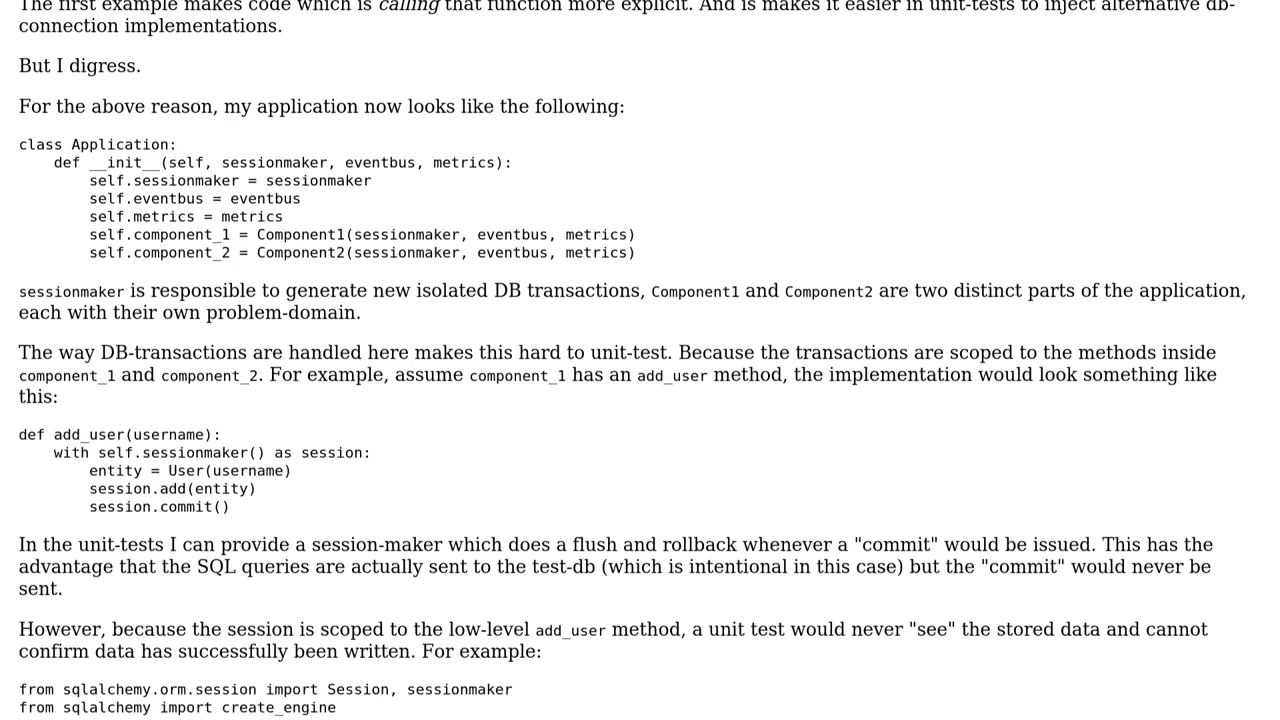 The first example makes code which is calling that function more explicit. And is makes it easier in unit-tests to inject alternative db-
connection implementations.
But I digress.
For the above reason, my application now looks like the following:
class Application:
    def __init__(self, sessionmaker, eventbus, metrics):
        self.sessionmaker = sessionmaker
        self.eventbus = eventbus
        self.metrics = metrics
        self.component_1 = Component1(sessionmaker, eventbus, metrics)
        self.component_2 = Component2(sessionmaker, eventbus, metrics)
sessionmaker is responsible to generate new isolated DB transactions, Component1 and Component2 are two distinct parts of the application,
each with their own problem-domain.
The way DB-transactions are handled here makes this hard to unit-test. Because the transactions are scoped to the methods inside
component_1 and component_2. For example, assume component_1 has an add_user method, the implementation would look something like
this:
def add_user(username):
    with self.sessionmaker() as session:
        entity = User(username)
        session.add(entity)
        session.commit()
In the unit-tests I can provide a session-maker which does a flush and rollback whenever a "commit" would be issued. This has the
advantage that the SQL queries are actually sent to the test-db (which is intentional in this case) but the "commit" would never be
sent.
However, because the session is scoped to the low-level add_user method, a unit test would never "see" the stored data and cannot
confirm data has successfully been written. For example:
from sqlalchemy.orm.session import Session, sessionmaker
from sqlalchemy import create_engine